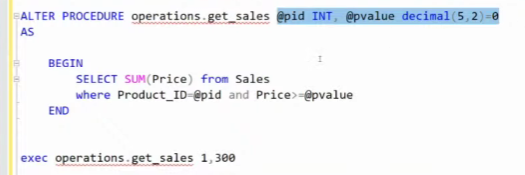 ALTER PROCEDURE operations.get_sales @pid INT, @pvalue decimal(5,2)=0
AS
BEGIN
SELECT SUM(Price) from Sales
where Product_ID=@pid and Price>=@pvalue
END
exec operations.get_sales 1,300